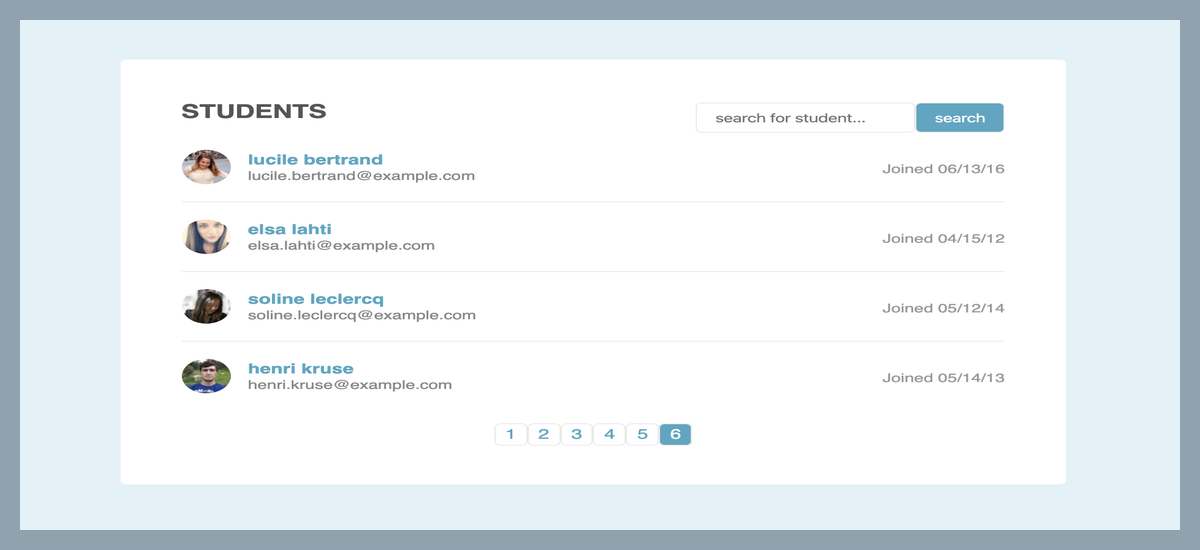 STUDENTS
search for student...
search
lucile bertrand
lucile.bertrand@example.com
Joined 06/13/16
elsa lahti
elsa.lahti@example.com
Joined 04/15/12
soline leclercq
soline.leclercq@example.com
Joined 05/12/14
henri kruse
henri.kruse@example.com
Joined 05/14/13
1 2 3 4 5 6